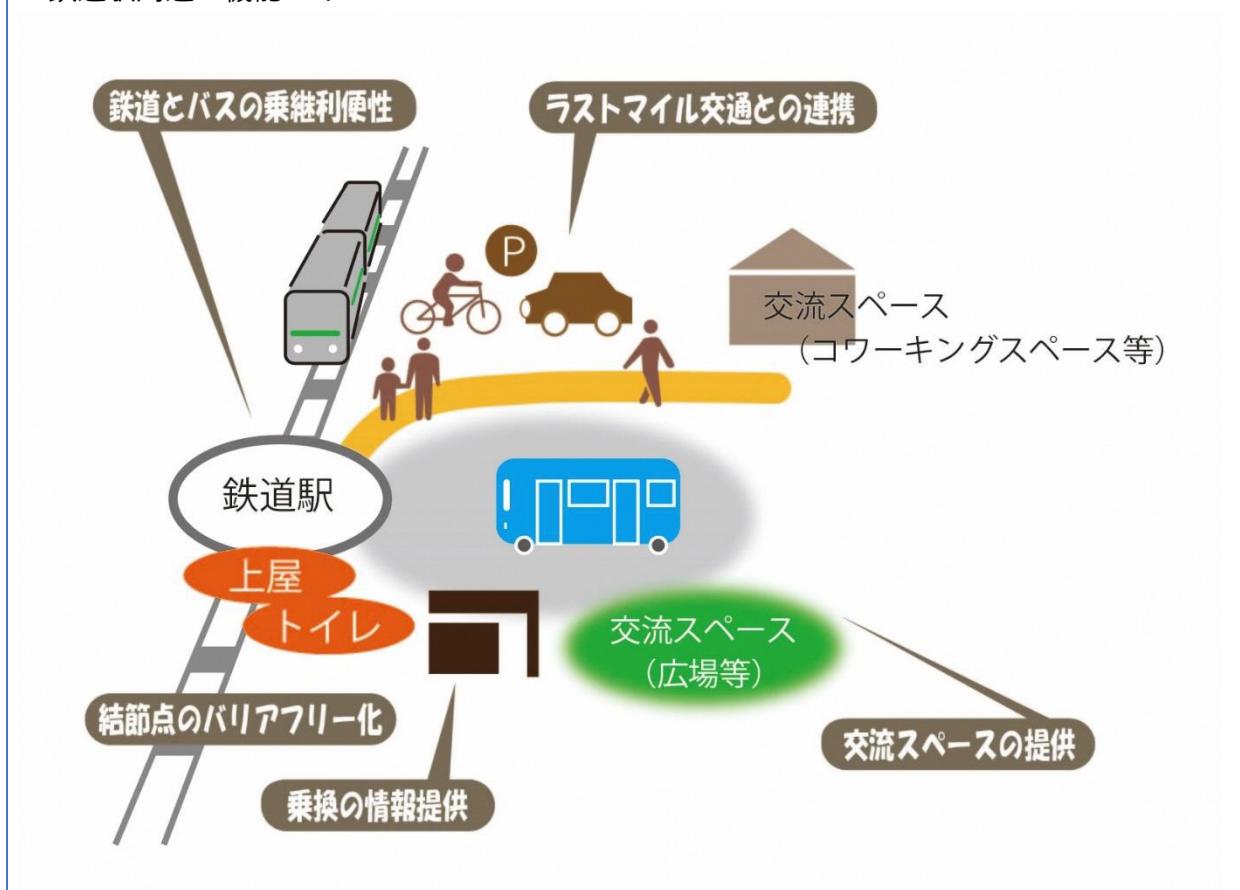 鉄道とバスの乗継利便性
ラストマイル交通との連携
P
交流スペース
（コワーキングスペース等）
鉄道駅
上屋
トイレ
交流スペース
（広場等）
結節点のバリアフリー化
交流スペースの提供
乗換の情報提供